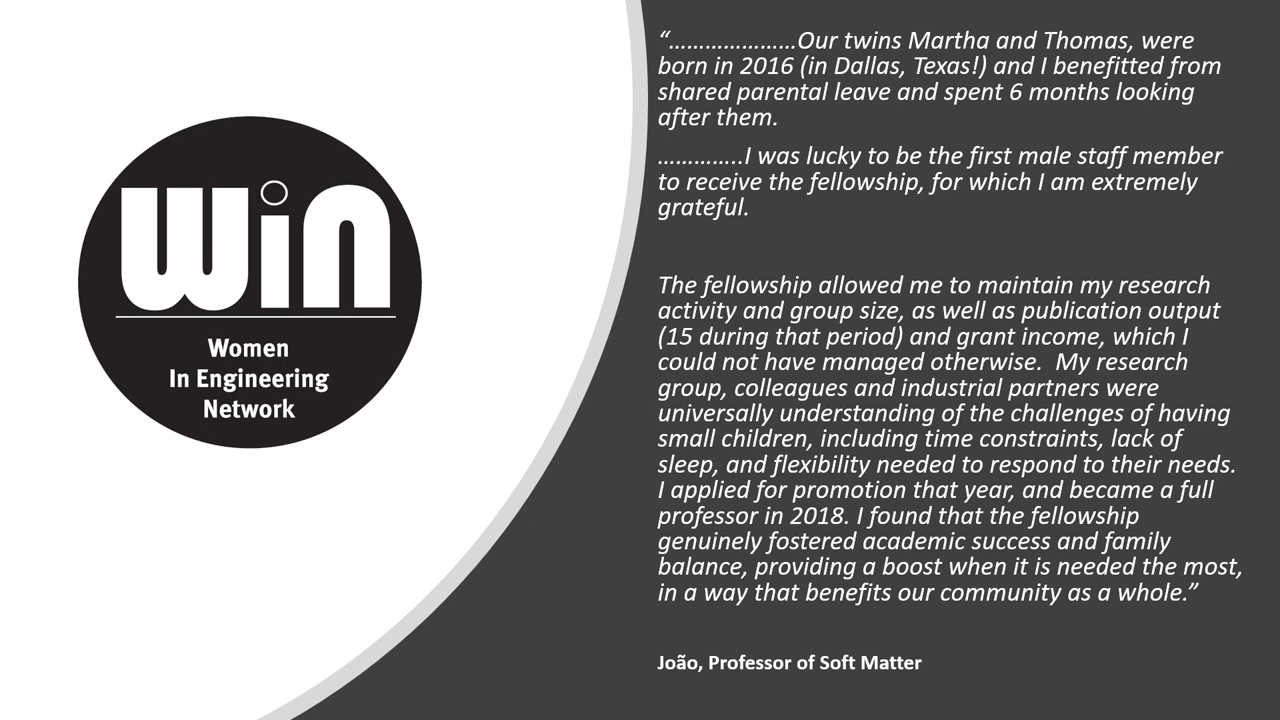 win
Women
In Engineering
Network
“…………………Our twins Martha and Thomas, were
born in 2016 (in Dallas, Texas!) and I benefitted from
shared parental leave and spent 6 months looking
after them.
…………..I was lucky to be the first male staff member
to receive the fellowship, for which I am extremely
grateful.
The fellowship allowed me to maintain my research
activity and group size, as well as publication output
(15 during that period) and grant income, which I
could not have managed otherwise.  My research
group, colleagues and industrial partners were
universally understanding of the challenges of having
small children, including time constraints, lack of
sleep, and flexibility needed to respond to their needs.
I applied for promotion that year, and became a full
professor in 2018. I found that the fellowship
genuinely fostered academic success and family
balance, providing a boost when it is needed the most,
in a way that benefits our community as a whole.”
João, Professor of Soft Matter